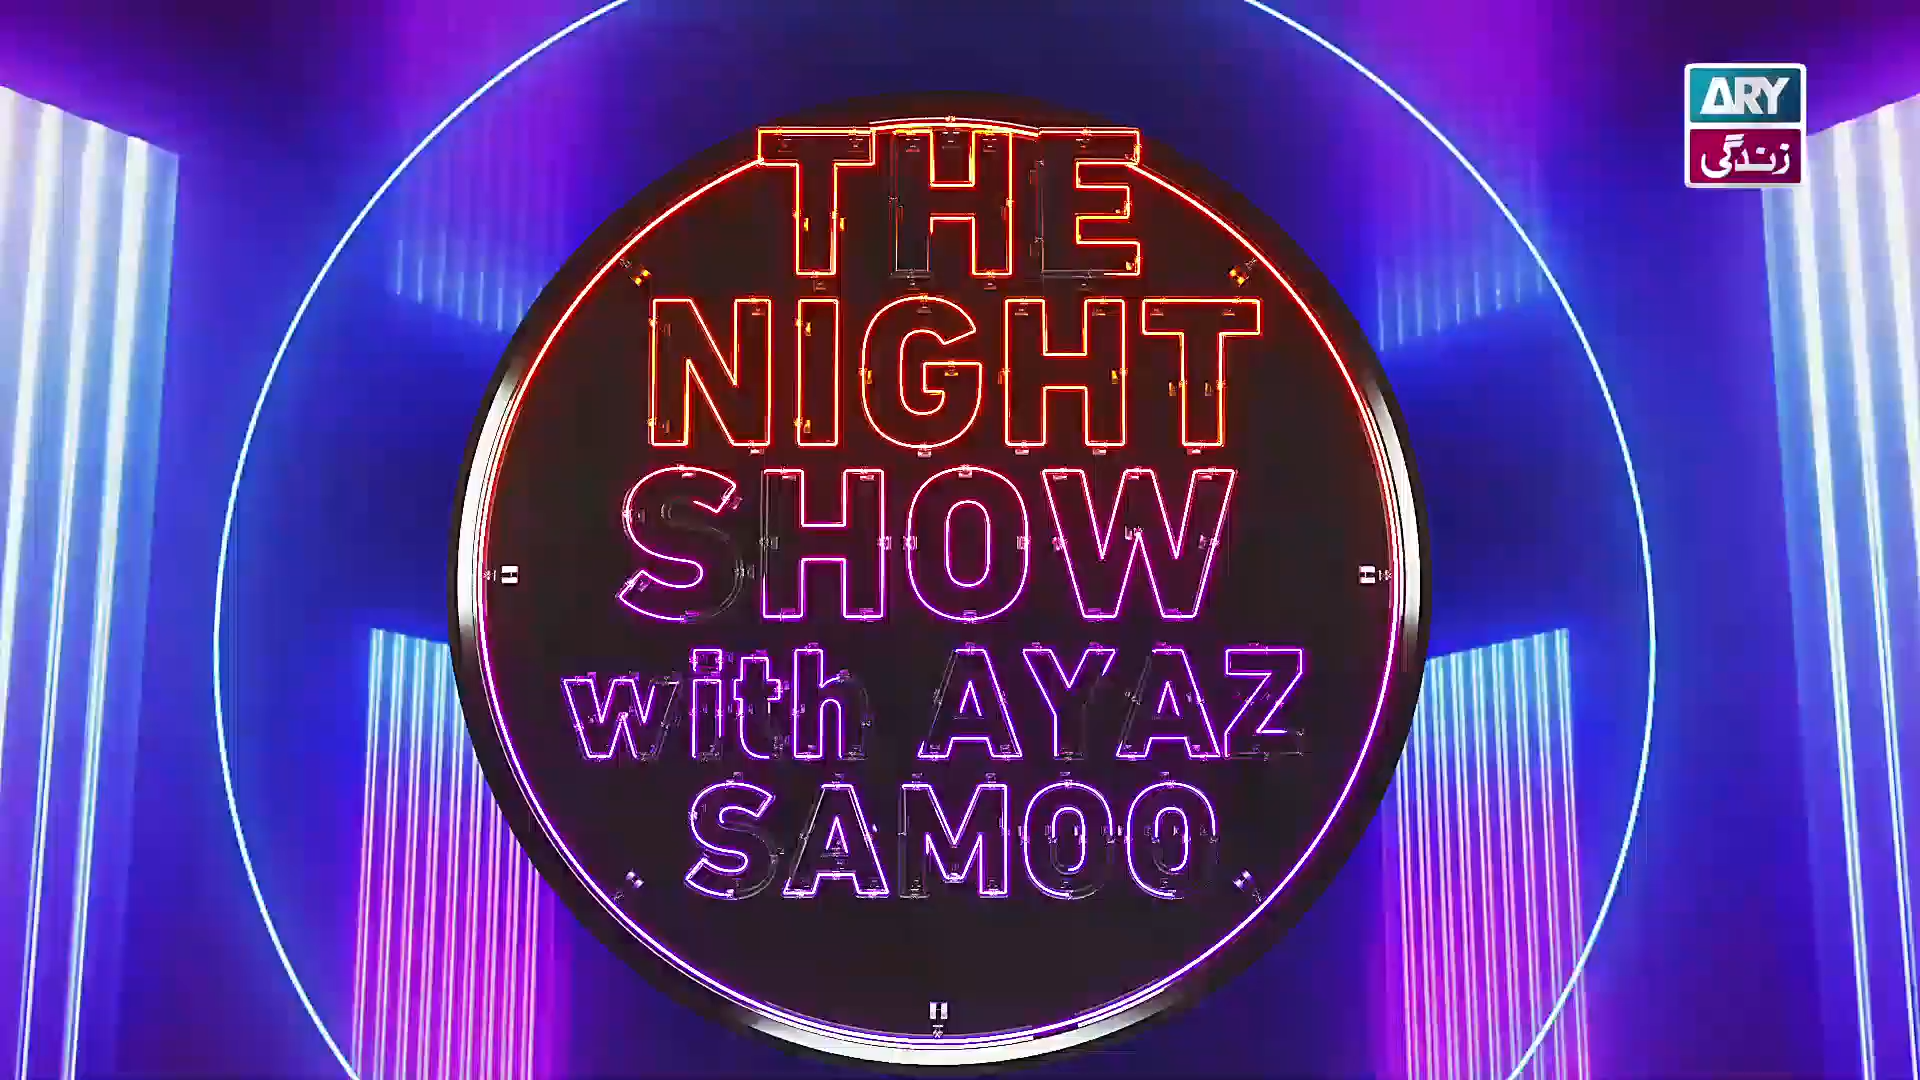 ARY
زندگی
THE
NIGHT
SHOW
with AYAZ
SAMOO